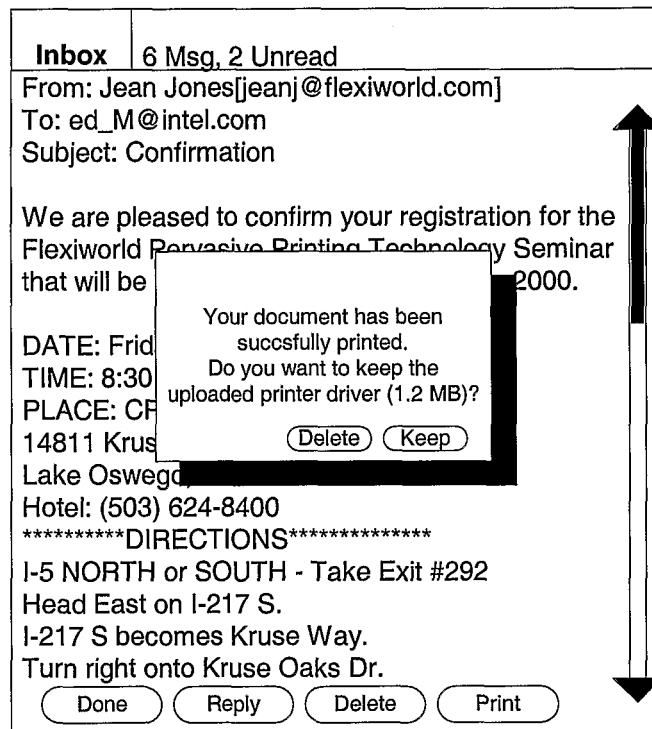 Inbox 6 Msg, 2 Unread
From: Jean Jones[jeanj@flexiworld.com]
To: ed_M@intel.com
Subject: Confirmation
We are pleased to confirm your registration for the
Flexiworld Pervasive Printing Technology Seminar
that will be 2000.
Your document has been
succsfully printed.
Do you want to keep the
uploaded printer driver (1.2 MB)?
Delete Keep
DATE: Frid
TIME: 8:30
PLACE: CP
14811 Krus
Lake Oswego,
Hotel: (503) 624-8400
**********DIRECTIONS**************
I-5 NORTH or SOUTH - Take Exit #292
Head East on I-217 S.
I-217 S becomes Kruse Way.
Turn right onto Kruse Oaks Dr.
Done Reply Delete Print